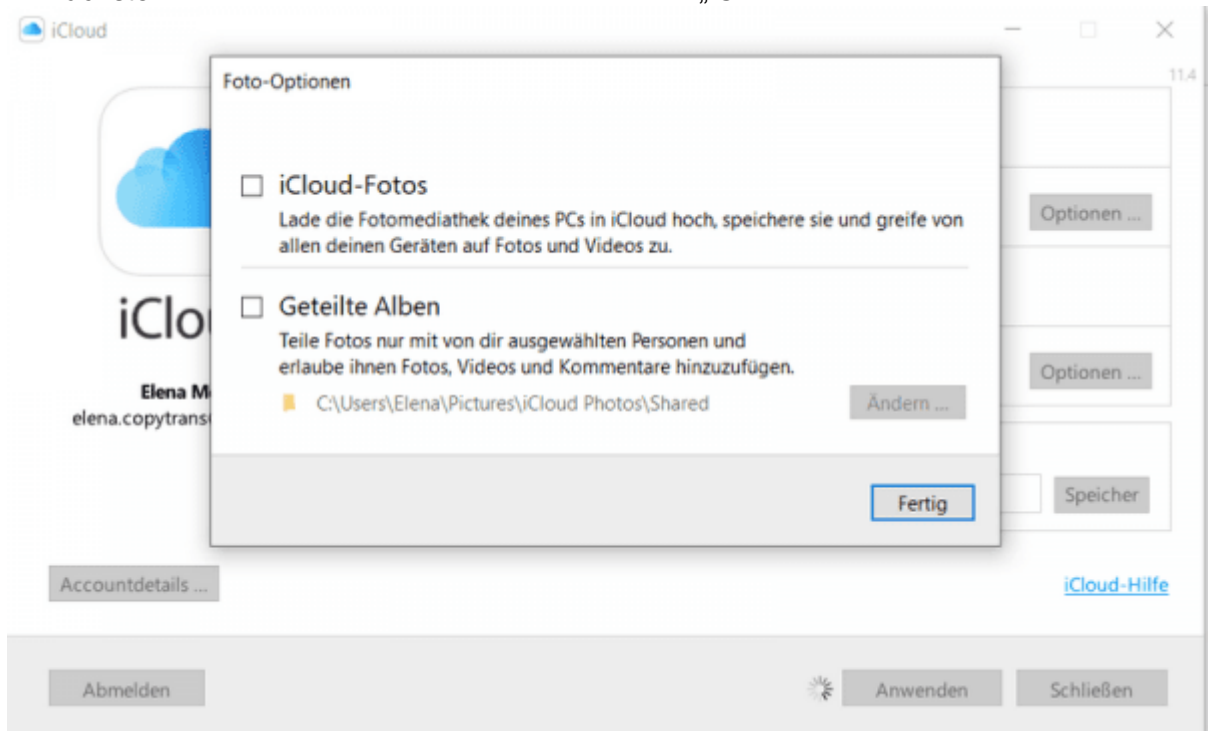 iCloud
11.4
Foto-Optionen
iCloud-Fotos
Lade die Fotomediathek deines PCs in iCloud hoch, speichere sie und greife von
allen deinen Geräten auf Fotos und Videos zu.
Optionen ...
Geteilte Alben
Teile Fotos nur mit von dir ausgewählten Personen und
erlaube ihnen Fotos, Videos und Kommentare hinzuzufügen.
C:\Users\Elena\Pictures\iCloud Photos\Shared
Ändern ...
Optionen ...
iClo
Elena M
elena.copytrans
Fertig
Speicher
Accountdetails ...
iCloud-Hilfe
Abmelden
Anwenden
Schließen